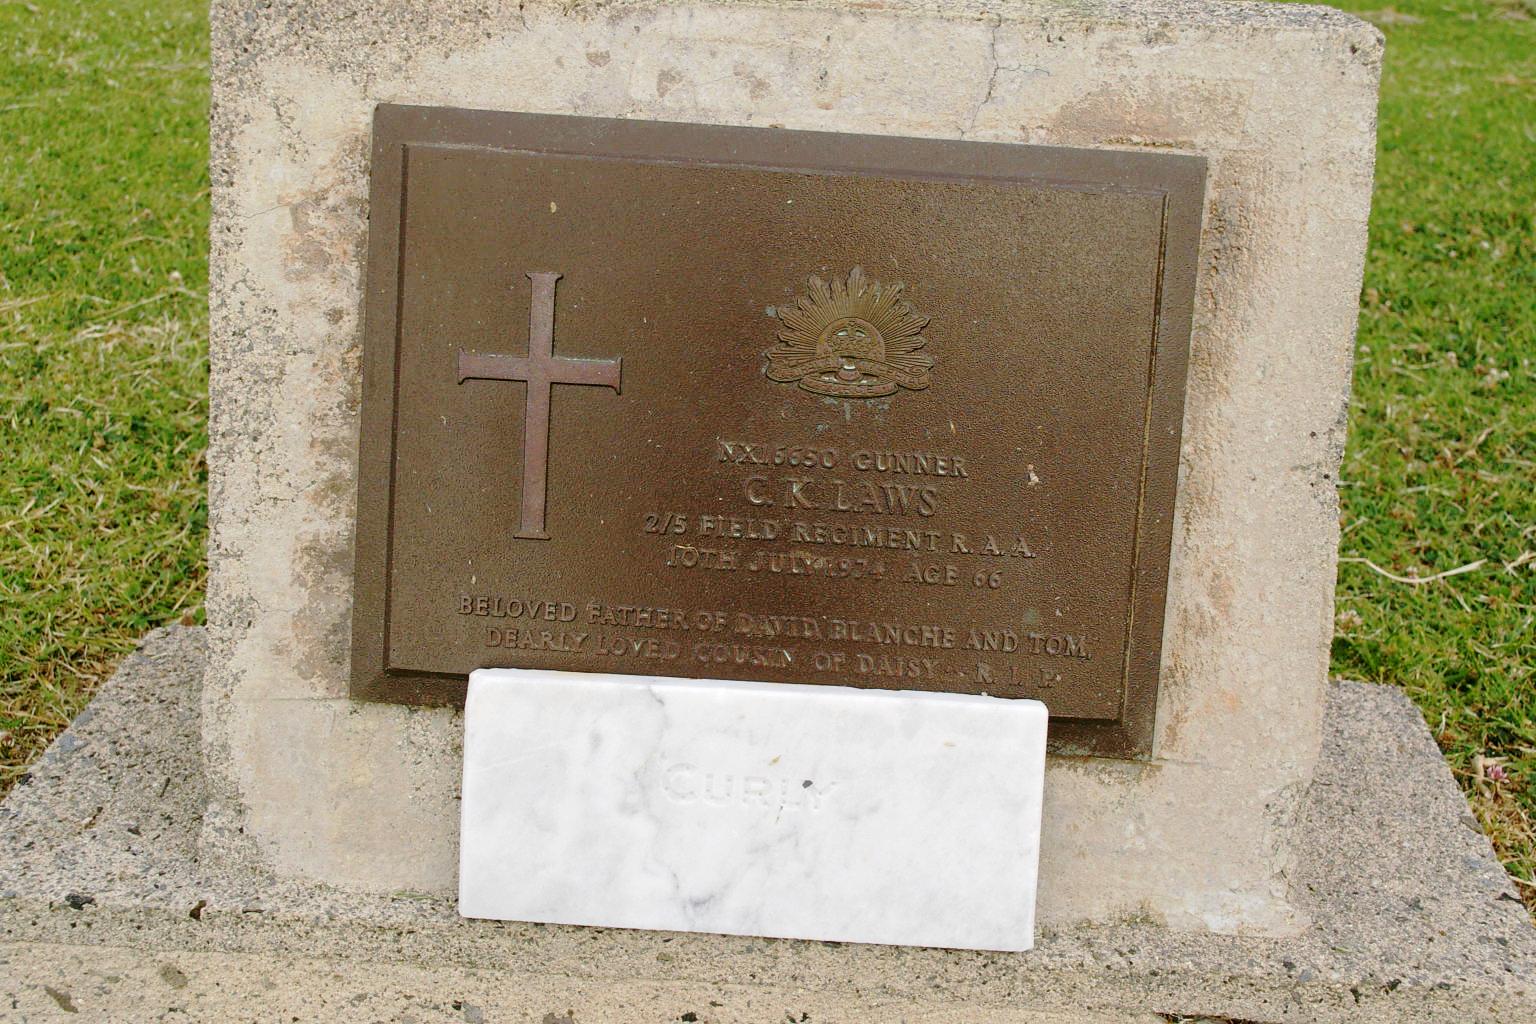 NX16650 GUNNER
C. K. LAWS
2/5 FIELD REGIMENT R. A. A.
10TH JULY 1974 AGE 66
BELOVED FATHER OF DAVID, BLANCHE AND TOM,
DEARLY LOVED COUSIN OF DAISY - R. I. P.
CURLY